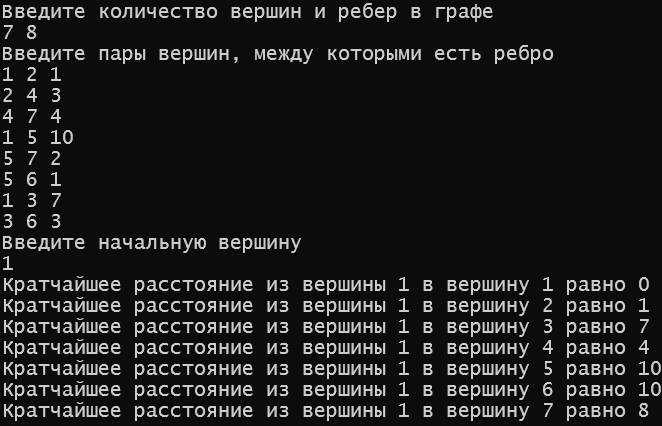 Введите количество вершин и ребер в графе
7 8
Введите пары вершин, между которыми есть ребро
1 2 1
2 4 3
4 7 4
1 5 10
5 7 2
5 6 1
1 3 7
3 6 3
Введите начальную вершину
1
Кратчайшее расстояние из вершины 1 в вершину 1 равно 0
Кратчайшее расстояние из вершины 1 в вершину 2 равно 1
Кратчайшее расстояние из вершины 1 в вершину 3 равно 7
Кратчайшее расстояние из вершины 1 в вершину 4 равно 4
Кратчайшее расстояние из вершины 1 в вершину 5 равно 10
Кратчайшее расстояние из вершины 1 в вершину 6 равно 10
Кратчайшее расстояние из вершины 1 в вершину 7 равно 8